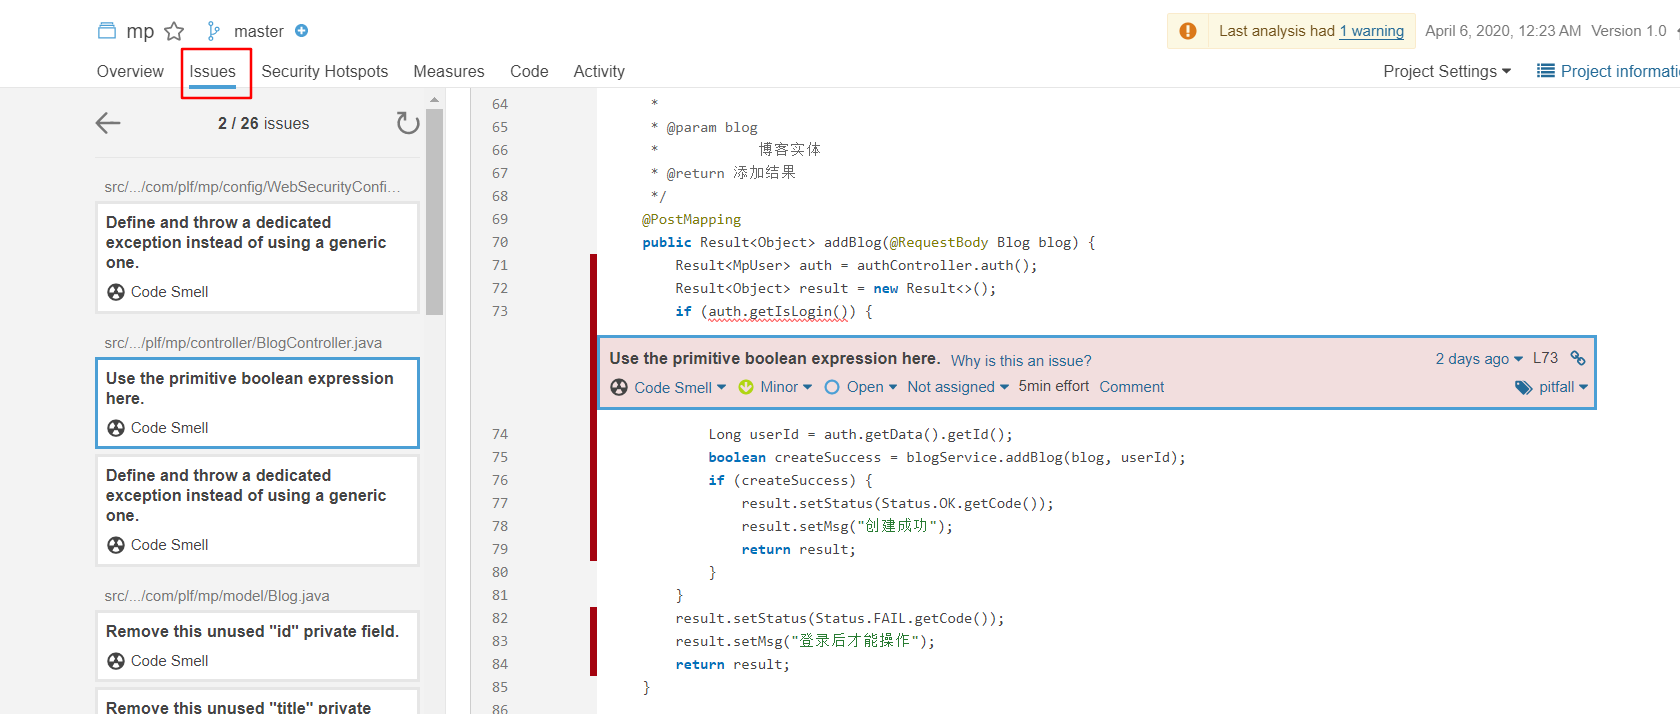 mp master Last analysis had 1 warning April 6, 2020, 12:23 AM Version 1.0
Overview Issues Security Hotspots Measures Code Activity Project Settings Project informati
2 / 26 issues
src/.../com/plf/mp/config/WebSecurityConfi...
Define and throw a dedicated
exception instead of using a generic
one.
Code Smell
src/.../plf/mp/controller/BlogController.java
Use the primitive boolean expression
here.
Code Smell
Define and throw a dedicated
exception instead of using a generic
one.
Code Smell
src/.../com/plf/mp/model/Blog.java
Remove this unused "id" private field.
Code Smell
Remove this unused "title" private
64 *
65 * @param blog
66 * 博客实体
67 * @return 添加结果
68 */
69 @PostMapping
70 public Result<Object> addBlog(@RequestBody Blog blog) {
71 Result<MpUser> auth = authController.auth();
72 Result<Object> result = new Result<>();
73 if (auth.getIsLogin()) {
Use the primitive boolean expression here. Why is this an issue? 2 days ago L73
Code Smell Minor Open Not assigned 5min effort Comment pitfall
74 Long userId = auth.getData().getId();
75 boolean createSuccess = blogService.addBlog(blog, userId);
76 if (createSuccess) {
77 result.setStatus(Status.OK.getCode());
78 result.setMsg("创建成功");
79 return result;
80 }
81 }
82 result.setStatus(Status.FAIL.getCode());
83 result.setMsg("登录后才能操作");
84 return result;
85 }
86